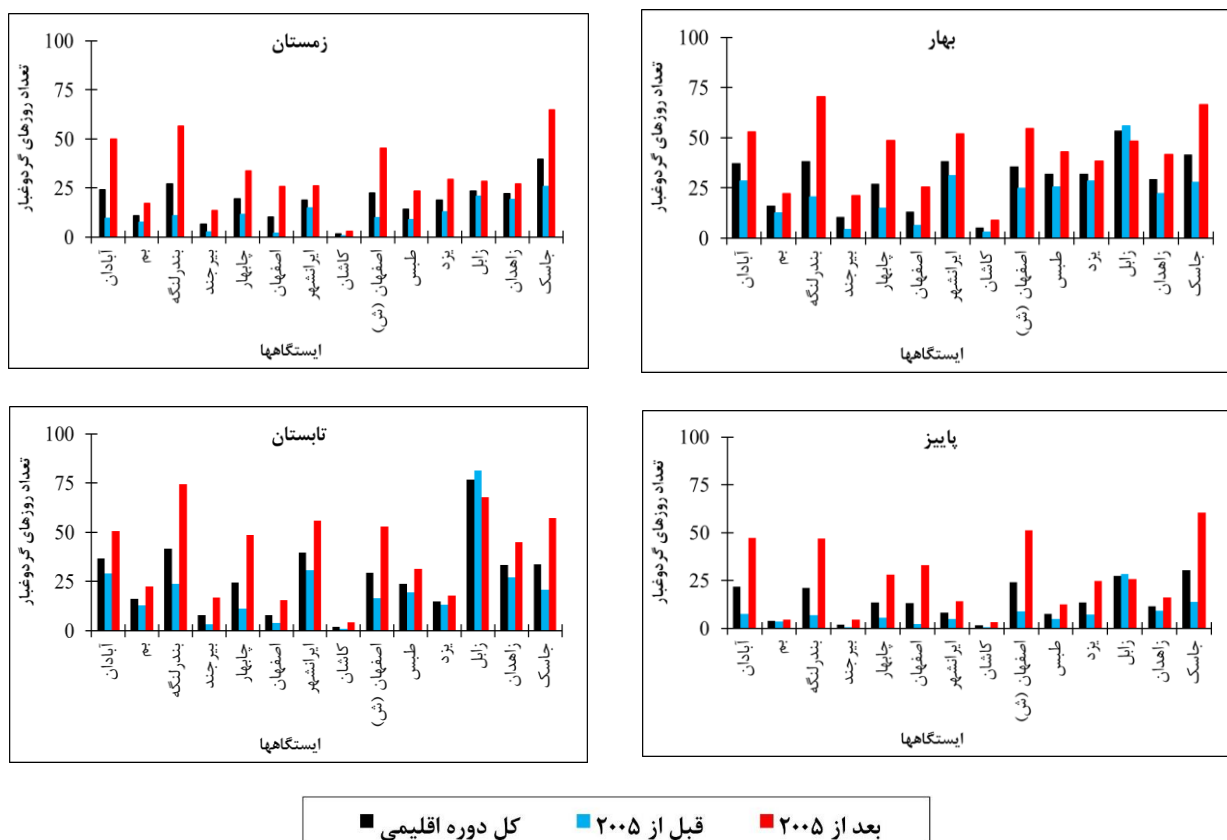 زمستان
تعداد روزهای گردوغبار
100
75
50
25
0
آبادان
بم
بندرلنگه
بیرجند
چابهار
اصفهان
ایرانشهر
کاشان
اصفهان (ش)
طبس
یزد
زابل
زاهدان
جاسک
ایستگاهها
بهار
تعداد روزهای گردوغبار
100
75
50
25
0
آبادان
بم
بندرلنگه
بیرجند
چابهار
اصفهان
ایرانشهر
کاشان
اصفهان (ش)
طبس
یزد
زابل
زاهدان
جاسک
ایستگاهها
تابستان
تعداد روزهای گردوغبار
100
75
50
25
0
آبادان
بم
بندرلنگه
بیرجند
چابهار
اصفهان
ایرانشهر
کاشان
اصفهان (ش)
طبس
یزد
زابل
زاهدان
جاسک
ایستگاهها
پاییز
تعداد روزهای گردوغبار
100
75
50
25
0
آبادان
بم
بندرلنگه
بیرجند
چابهار
اصفهان
ایرانشهر
کاشان
اصفهان (ش)
طبس
یزد
زابل
زاهدان
جاسک
ایستگاهها
کل دوره اقلیمی
قبل از ۲۰۰۵
بعد از ۲۰۰۵